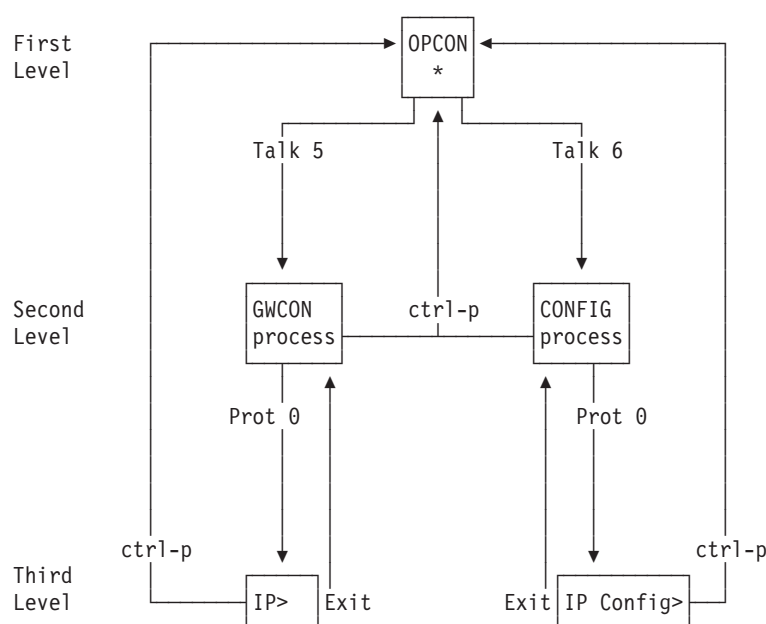 First
Level
OPCON
*
Talk 5
Talk 6
Second
Level
GWCON
process
ctrl-p
CONFIG
process
Prot 0
Prot 0
ctrl-p
ctrl-p
Third
Level
IP>
Exit
Exit
IP Config>